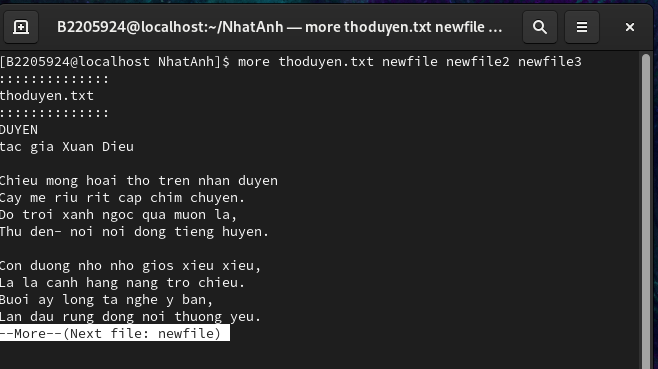 B2205924@localhost:~/NhatAnh — more thoduyen.txt newfile ...
[B2205924@localhost NhatAnh]$ more thoduyen.txt newfile newfile2 newfile3
::::::::::::::
thoduyen.txt
::::::::::::::
DUYEN
tac gia Xuan Dieu

Chieu mong hoai tho tren nhan duyen
Cay me riu rit cap chim chuyen.
Do troi xanh ngoc qua muon la,
Thu den- noi noi dong tieng huyen.

Con duong nho nho gios xieu xieu,
La la canh hang nang tro chieu.
Buoi ay long ta nghe y ban,
Lan dau rung dong noi thuong yeu.
--More--(Next file: newfile)